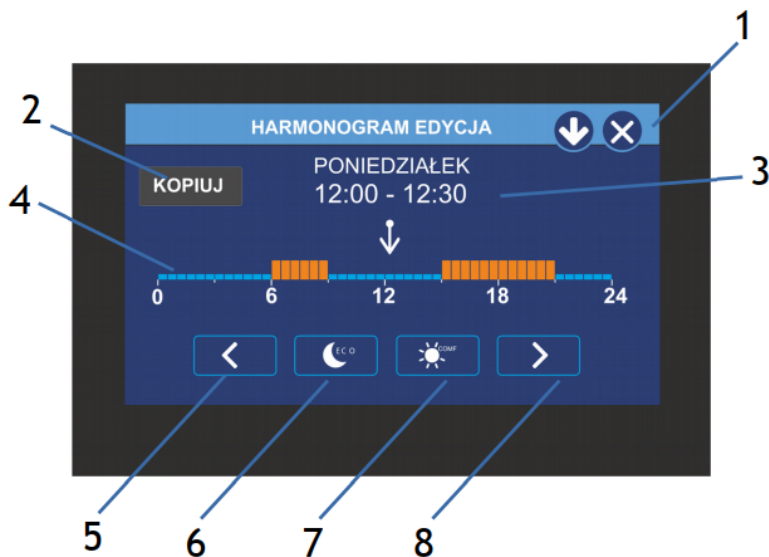 1
2
HARMONOGRAM EDYCJA
KOPIUJ
PONIEDZIAŁEK
12:00 - 12:30
3
4
0 6 12 18 24
ECO
COMF
5 6 7 8